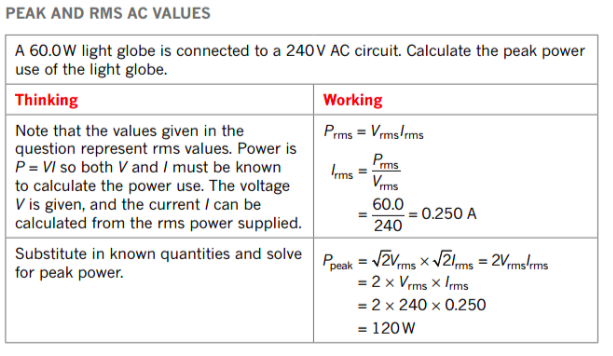 PEAK AND RMS AC VALUES
A 60.0 W light globe is connected to a 240 V AC circuit. Calculate the peak power
use of the light globe.
Thinking
Working
Note that the values given in the
question represent rms values. Power is
P = VI so both V and I must be known
to calculate the power use. The voltage
V is given, and the current I can be
calculated from the rms power supplied.
Prms = VrmsIrms
Irms = Prms/Vrms
= 60.0/240 = 0.250 A
Substitute in known quantities and solve
for peak power.
Ppeak = √2Vrms × √2Irms = 2VrmsIrms
= 2 × Vrms × Irms
= 2 × 240 × 0.250
= 120 W